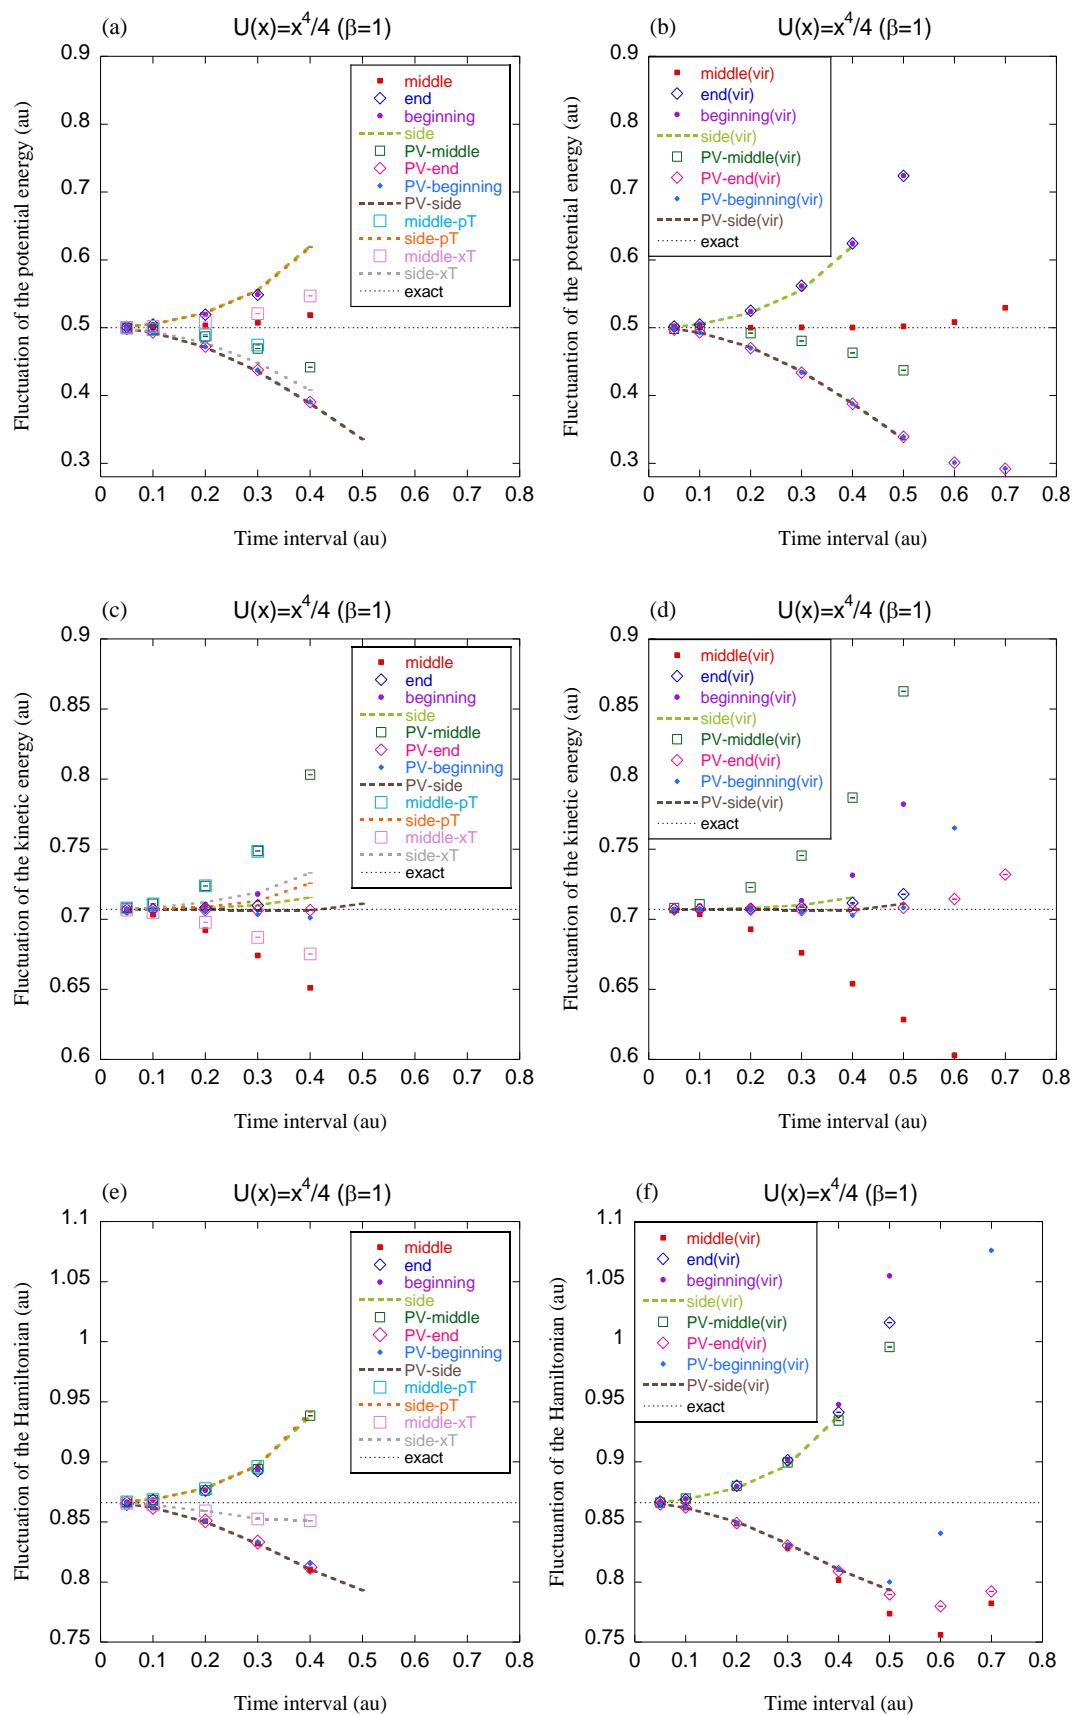 (a) U(x)=x^4/4 (β=1)
Fluctuation of the potential energy (au)
0.9
0.8
0.7
0.6
0.5
0.4
0.3
middle
end
beginning
side
PV-middle
PV-end
PV-beginning
PV-side
middle-pT
side-pT
middle-xT
side-xT
exact
0 0.1 0.2 0.3 0.4 0.5 0.6 0.7 0.8
Time interval (au)
(b) U(x)=x^4/4 (β=1)
Fluctuantion of the potential energy (au)
0.9
0.8
0.7
0.6
0.5
0.4
0.3
middle(vir)
end(vir)
beginning(vir)
side(vir)
PV-middle(vir)
PV-end(vir)
PV-beginning(vir)
PV-side(vir)
exact
0 0.1 0.2 0.3 0.4 0.5 0.6 0.7 0.8
Time interval (au)
(c) U(x)=x^4/4 (β=1)
Fluctuation of the kinetic energy (au)
0.9
0.85
0.8
0.75
0.7
0.65
0.6
middle
end
beginning
side
PV-middle
PV-end
PV-beginning
PV-side
middle-pT
side-pT
middle-xT
side-xT
exact
0 0.1 0.2 0.3 0.4 0.5 0.6 0.7 0.8
Time interval (au)
(d) U(x)=x^4/4 (β=1)
Fluctuantion of the kinetic energy (au)
0.9
0.85
0.8
0.75
0.7
0.65
0.6
middle(vir)
end(vir)
beginning(vir)
side(vir)
PV-middle(vir)
PV-end(vir)
PV-beginning(vir)
PV-side(vir)
exact
0 0.1 0.2 0.3 0.4 0.5 0.6 0.7 0.8
Time interval (au)
(e) U(x)=x^4/4 (β=1)
Fluctuation of the Hamiltonian (au)
1.1
1.05
1
0.95
0.9
0.85
0.8
0.75
middle
end
beginning
side
PV-middle
PV-end
PV-beginning
PV-side
middle-pT
side-pT
middle-xT
side-xT
exact
0 0.1 0.2 0.3 0.4 0.5 0.6 0.7 0.8
Time interval (au)
(f) U(x)=x^4/4 (β=1)
Fluctuantion of the Hamiltonian (au)
1.1
1.05
1
0.95
0.9
0.85
0.8
0.75
middle(vir)
end(vir)
beginning(vir)
side(vir)
PV-middle(vir)
PV-end(vir)
PV-beginning(vir)
PV-side(vir)
exact
0 0.1 0.2 0.3 0.4 0.5 0.6 0.7 0.8
Time interval (au)